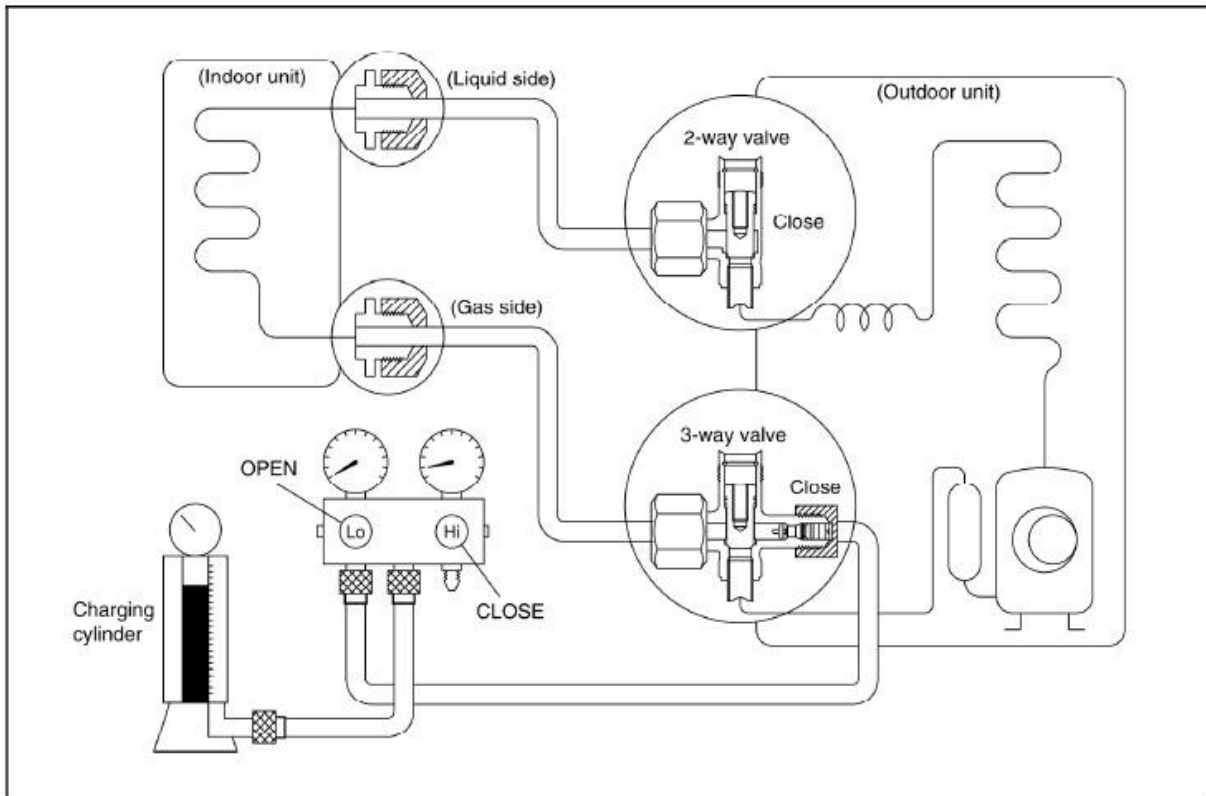 (Indoor unit)
(Liquid side)
(Outdoor unit)
2-way valve
Close
(Gas side)
3-way valve
Close
OPEN
Lo
Hi
CLOSE
Charging
cylinder